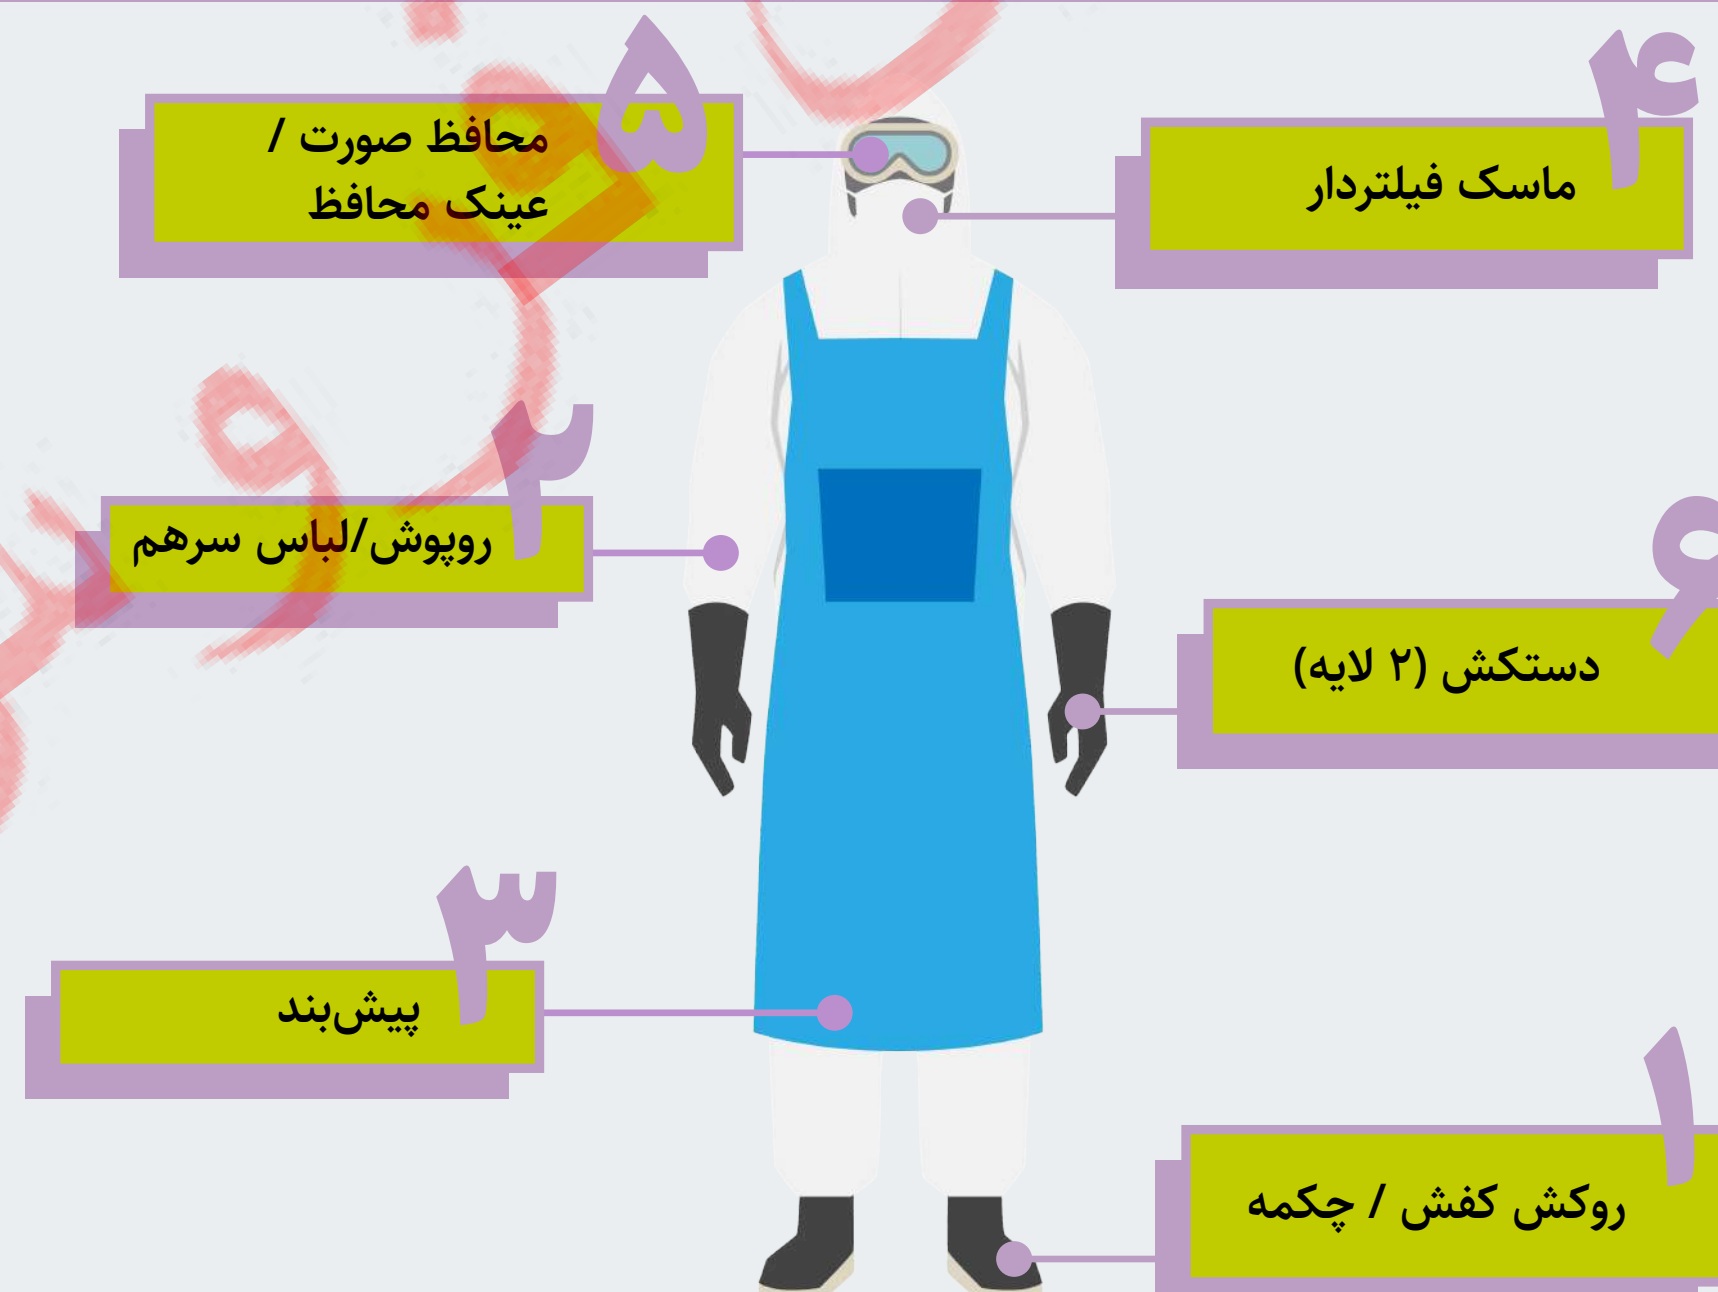 ۵
محافظ صورت /
عینک محافظ
۴
ماسک فیلتردار
۲
روپوش/لباس سرهم
۶
دستکش (۲ لایه)
۳
پیش‌بند
۱
روکش کفش / چکمه